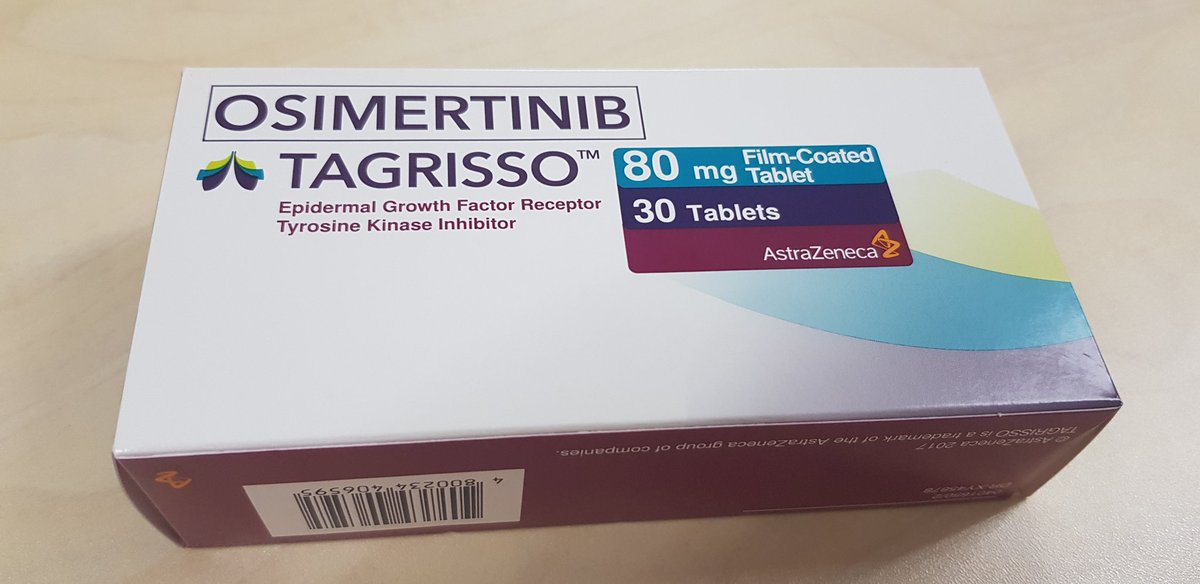 OSIMERTINIB
TAGRISSO™
Epidermal Growth Factor Receptor
Tyrosine Kinase Inhibitor
80 mg Film-Coated Tablet
30 Tablets
AstraZeneca
© AstraZeneca 2017
TAGRISSO is a trademark of the AstraZeneca group of companies.
4 800234 406595